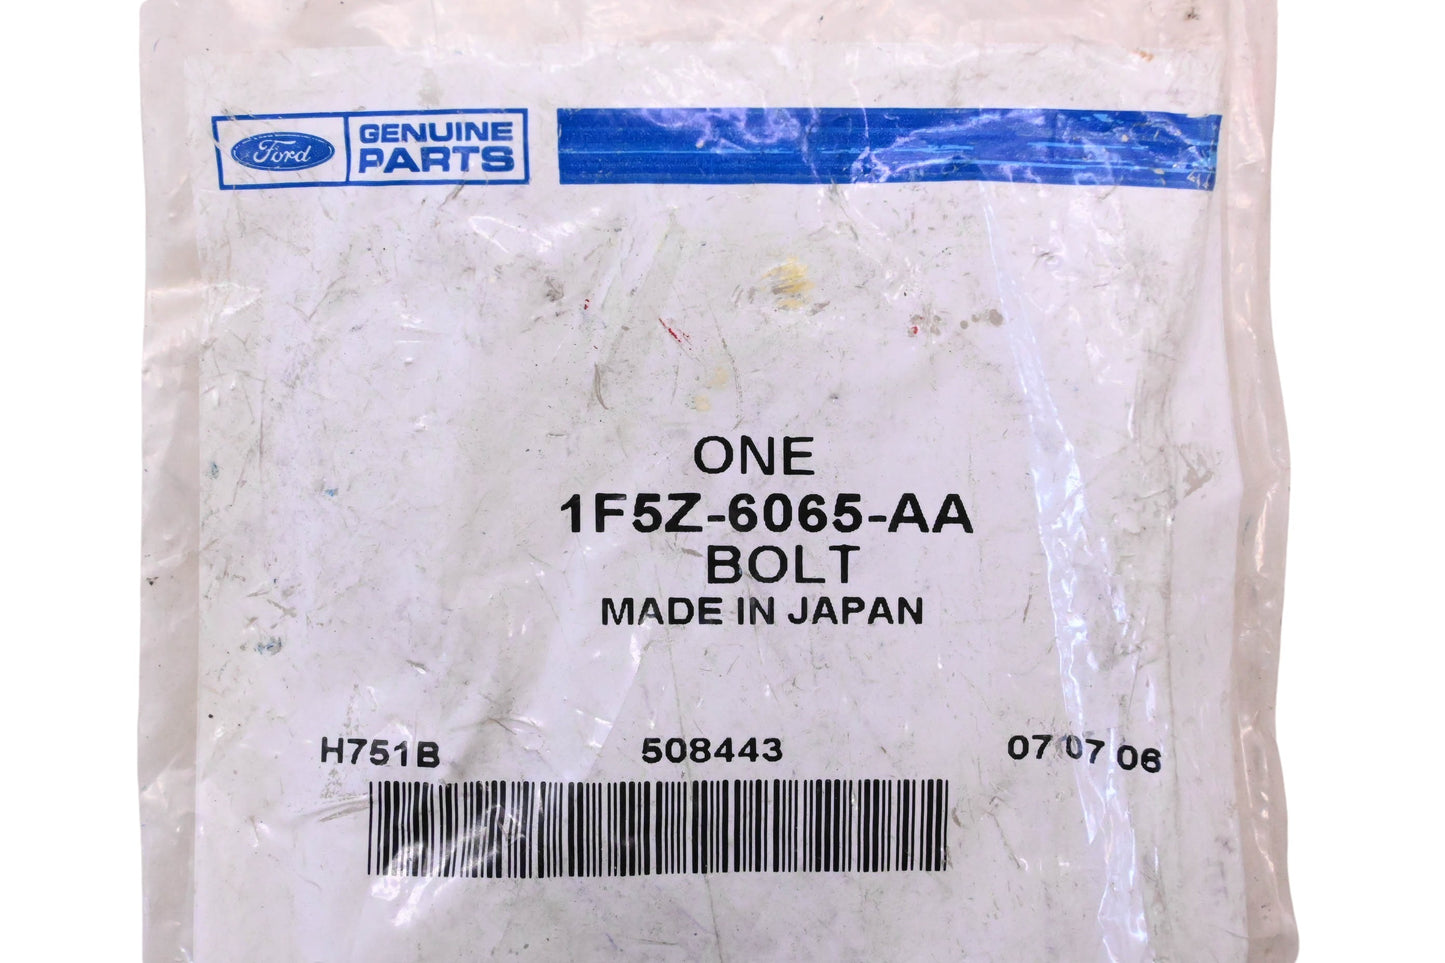 Ford GENUINE
PARTS
ONE
1F5Z-6065-AA
BOLT
MADE IN JAPAN
H751B 508443 07 07 06